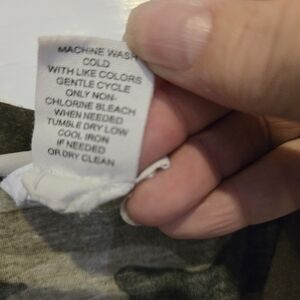 MACHINE WASH
COLD
WITH LIKE COLORS
GENTLE CYCLE
ONLY NON-
CHLORINE BLEACH
WHEN NEEDED
TUMBLE DRY LOW
COOL IRON
IF NEEDED
OR DRY CLEAN